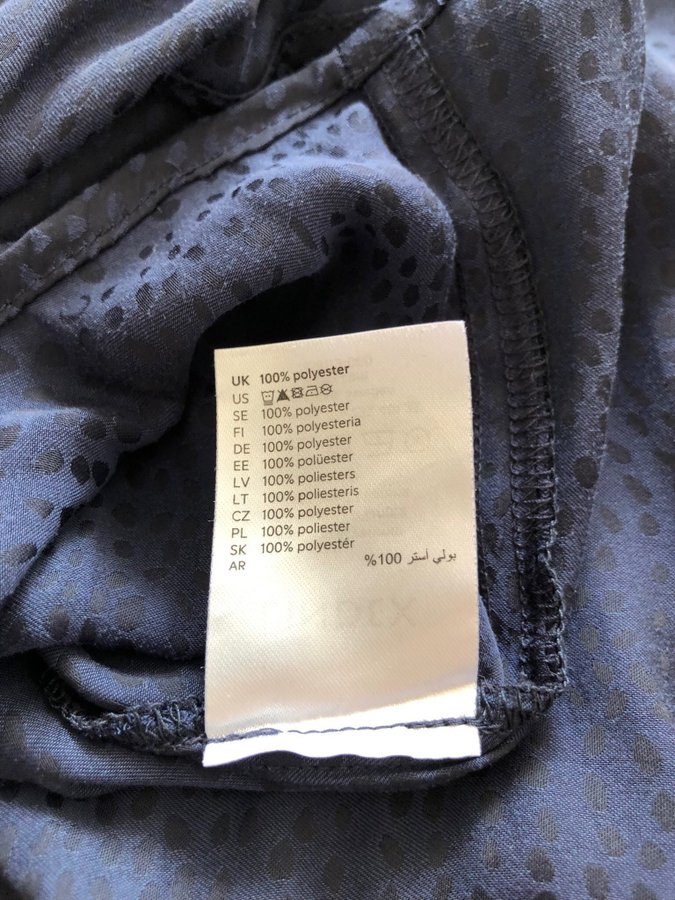 UK 100% polyester
US
SE 100% polyester
FI 100% polyesteria
DE 100% polyester
EE 100% polüester
LV 100% poliesters
LT 100% poliesteris
CZ 100% polyester
PL 100% poliester
SK 100% polyestér
AR بولي أستر 100%